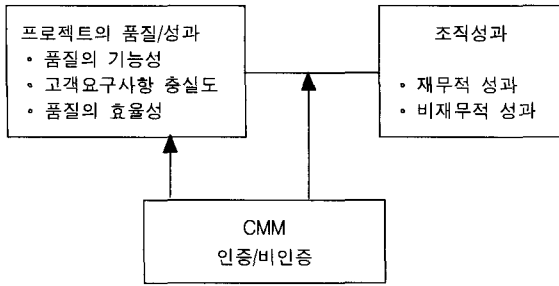 프로젝트의 품질/성과
• 품질의 기능성
• 고객요구사항 충실도
• 품질의 효율성
조직성과
• 재무적 성과
• 비재무적 성과
CMM
인증/비인증